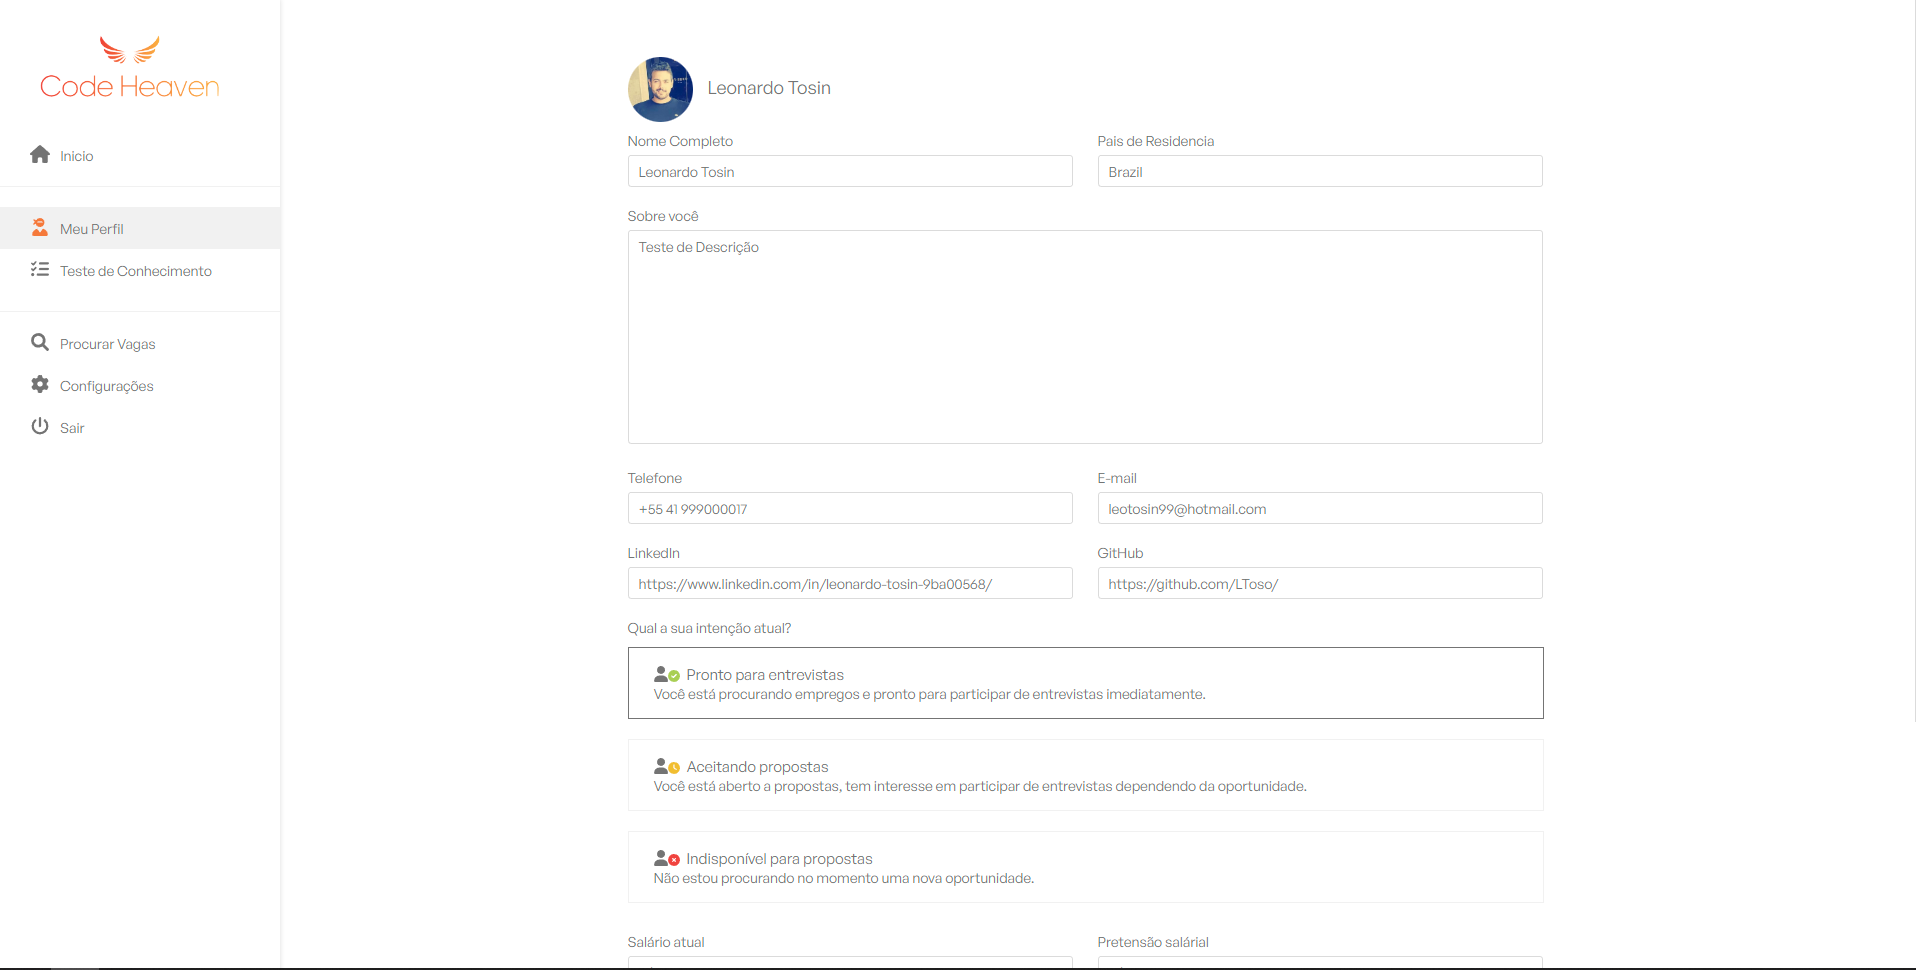 Code Heaven
Inicio
Meu Perfil
Teste de Conhecimento
Procurar Vagas
Configurações
Sair
Leonardo Tosin
Nome Completo
Pais de Residencia
Leonardo Tosin
Brazil
Sobre você
Teste de Descrição
Telefone
E-mail
+55 41 999000017
leotosin99@hotmail.com
LinkedIn
GitHub
https://www.linkedin.com/in/leonardo-tosin-9ba00568/
https://github.com/LToso/
Qual a sua intenção atual?
Pronto para entrevistas
Você está procurando empregos e pronto para participar de entrevistas imediatamente.
Aceitando propostas
Você está aberto a propostas, tem interesse em participar de entrevistas dependendo da oportunidade.
Indisponível para propostas
Não estou procurando no momento uma nova oportunidade.
Salário atual
Pretensão salárial